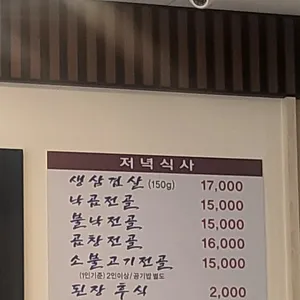 저녁식사
생삼겹살 (150g) 17,000
낙곱전골 15,000
불낙전골 15,000
곱창전골 16,000
소불고기전골 15,000
(1인기준) 2인이상/공기밥 별도
된장 후식 2,000